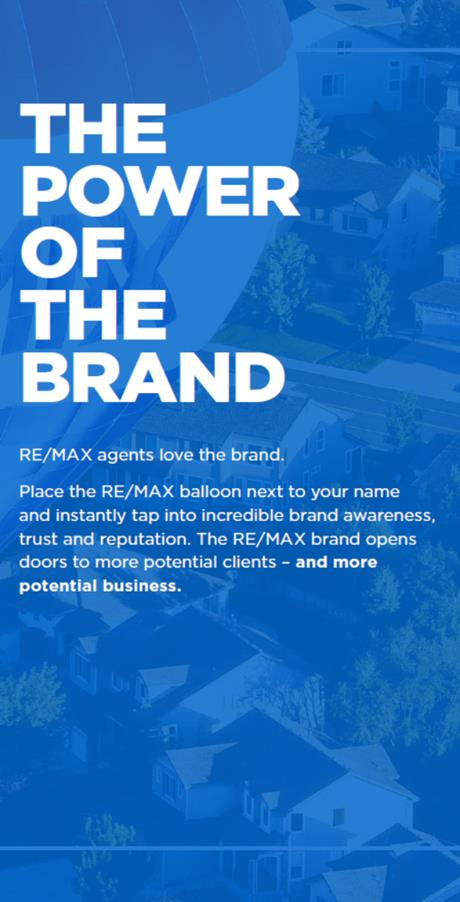 THE
POWER
OF
THE
BRAND
RE/MAX agents love the brand.
Place the RE/MAX balloon next to your name
and instantly tap into incredible brand awareness,
trust and reputation. The RE/MAX brand opens
doors to more potential clients – and more
potential business.